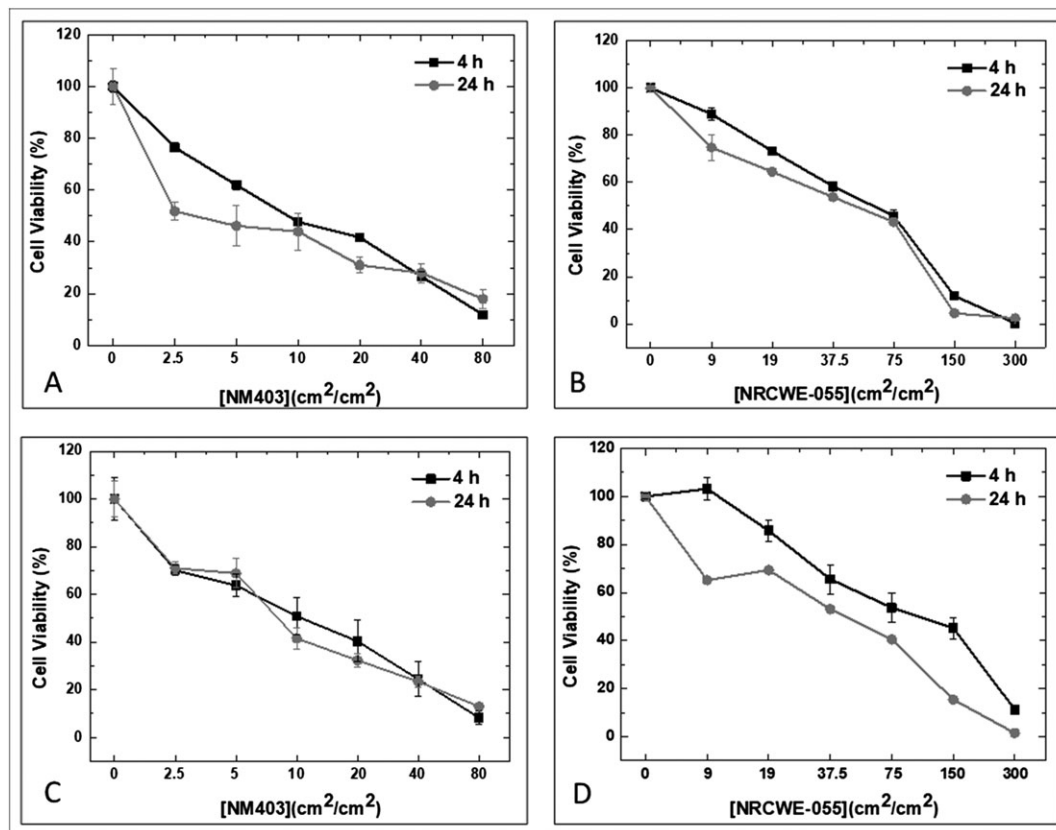 120
100
80
60
40
20
0
Cell Viability (%)
4 h
24 h
0 2.5 5 10 20 40 80
A
[NM403](cm²/cm²)
120
100
80
60
40
20
0
Cell Viability (%)
4 h
24 h
0 9 19 37.5 75 150 300
B
[NRCWE-055](cm²/cm²)
120
100
80
60
40
20
0
Cell Viability (%)
4 h
24 h
0 2.5 5 10 20 40 80
C
[NM403](cm²/cm²)
120
100
80
60
40
20
0
Cell Viability (%)
4 h
24 h
0 9 19 37.5 75 150 300
D
[NRCWE-055](cm²/cm²)